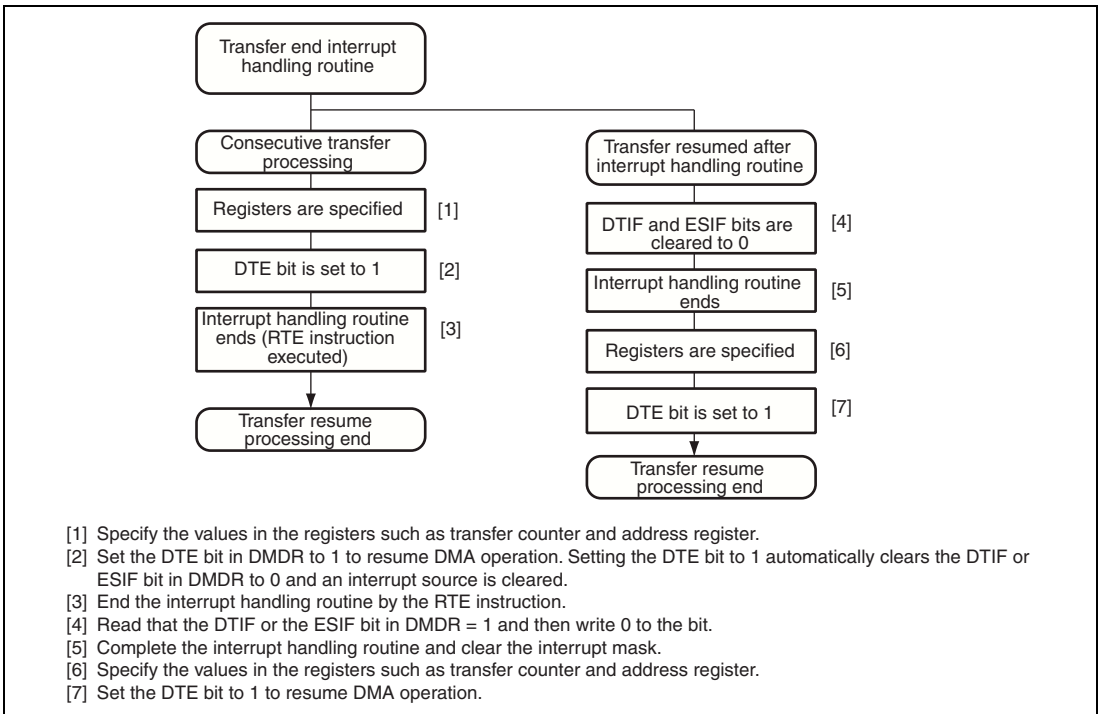 Transfer end interrupt
handling routine
Consecutive transfer
processing
Registers are specified [1]
DTE bit is set to 1 [2]
Interrupt handling routine
ends (RTE instruction
executed)
[3]
Transfer resume
processing end
Transfer resumed after
interrupt handling routine
DTIF and ESIF bits are
cleared to 0
[4]
Interrupt handling routine
ends
[5]
Registers are specified [6]
DTE bit is set to 1 [7]
Transfer resume
processing end
[1] Specify the values in the registers such as transfer counter and address register.
[2] Set the DTE bit in DMDR to 1 to resume DMA operation. Setting the DTE bit to 1 automatically clears the DTIF or
ESIF bit in DMDR to 0 and an interrupt source is cleared.
[3] End the interrupt handling routine by the RTE instruction.
[4] Read that the DTIF or the ESIF bit in DMDR = 1 and then write 0 to the bit.
[5] Complete the interrupt handling routine and clear the interrupt mask.
[6] Specify the values in the registers such as transfer counter and address register.
[7] Set the DTE bit to 1 to resume DMA operation.